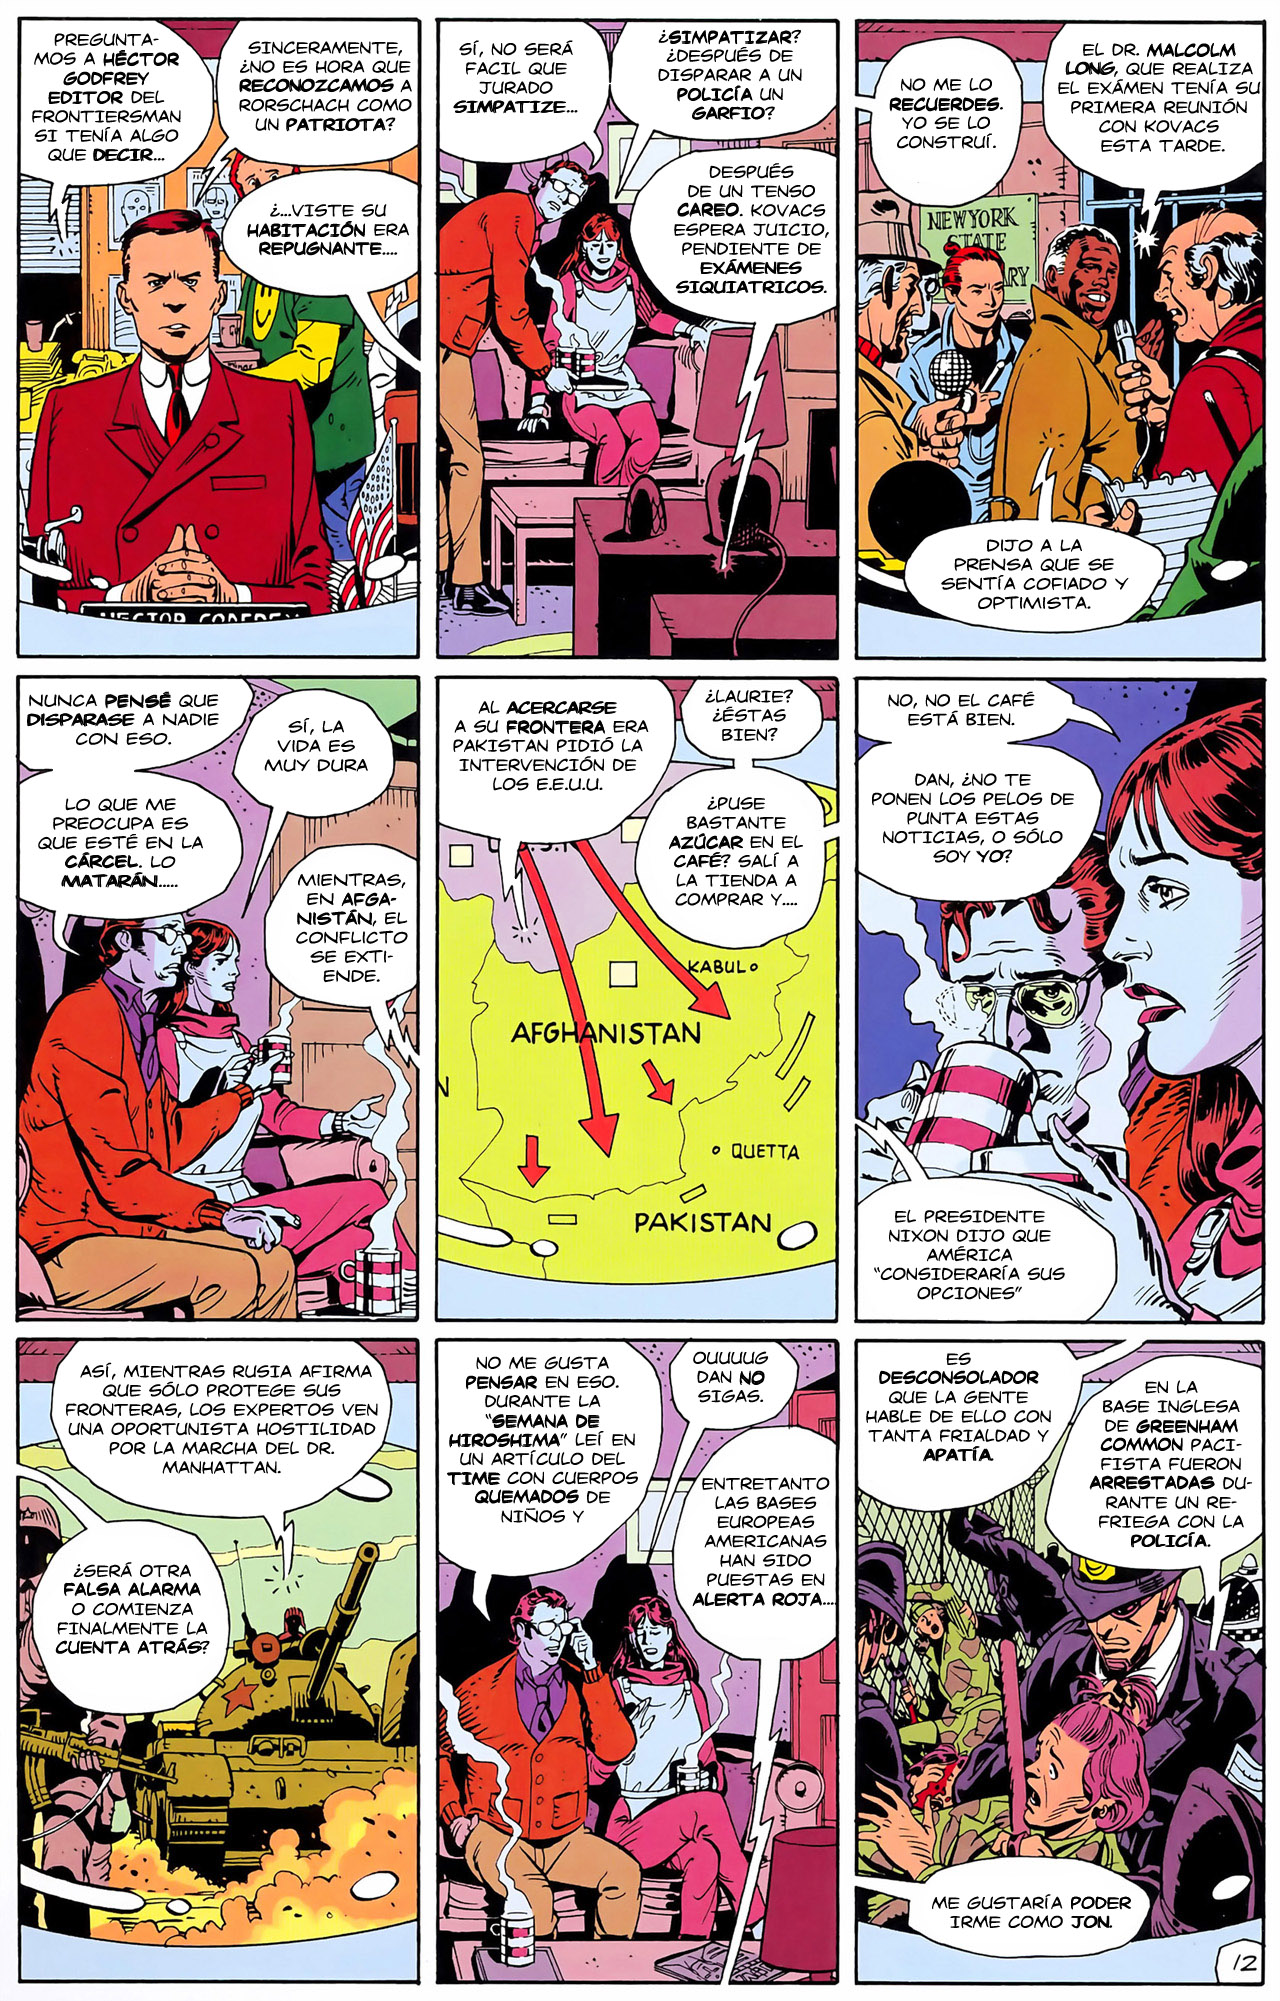 PREGUNTA-
MOS A HÉCTOR
GODFREY
EDITOR DEL
FRONTIERSMAN
SI TENÍA ALGO
QUE DECIR...
SINCERAMENTE,
¿NO ES HORA QUE
RECONOZCAMOS A
RORSCHACH COMO
UN PATRIOTA?
¿...VISTE SU
HABITACIÓN ERA
REPUGNANTE....
HECTOR GODFREY
SÍ, NO SERÁ
FACIL QUE
JURADO
SIMPATIZE...
¿SIMPATIZAR?
¿DESPUÉS DE
DISPARAR A UN
POLICÍA UN
GARFIO?
DESPUÉS
DE UN TENSO
CAREO. KOVACS
ESPERA JUICIO,
PENDIENTE DE
EXÁMENES
SIQUIATRICOS.
NO ME LO
RECUERDES.
YO SE LO
CONSTRUÍ.
EL DR. MALCOLM
LONG, QUE REALIZA
EL EXÁMEN TENÍA SU
PRIMERA REUNIÓN
CON KOVACS
ESTA TARDE.
NEW YORK
STATE
RY
DIJO A LA
PRENSA QUE SE
SENTÍA COFIADO Y
OPTIMISTA.
NUNCA PENSÉ QUE
DISPARASE A NADIE
CON ESO.
SÍ, LA
VIDA ES
MUY DURA
LO QUE ME
PREOCUPA ES
QUE ESTÉ EN LA
CÁRCEL. LO
MATARÁN.....
MIENTRAS,
EN AFGA-
NISTÁN, EL
CONFLICTO
SE EXTI-
ENDE.
AL ACERCARSE
A SU FRONTERA ERA
PAKISTAN PIDIÓ LA
INTERVENCIÓN DE
LOS E.E.U.U.
¿LAURIE?
¿ÉSTAS
BIEN?
¿PUSE
BASTANTE
AZÚCAR EN EL
CAFÉ? SALÍ A
LA TIENDA A
COMPRAR Y....
KABUL
AFGHANISTAN
N
QUETTA
PAKISTAN
NO, NO EL CAFÉ
ESTÁ BIEN.
DAN, ¿NO TE
PONEN LOS PELOS DE
PUNTA ESTAS
NOTICIAS, O SÓLO
SOY YO?
EL PRESIDENTE
NIXON DIJO QUE
AMÉRICA
“CONSIDERARÍA SUS
OPCIONES”
ASÍ, MIENTRAS RUSIA AFIRMA
QUE SÓLO PROTEGE SUS
FRONTERAS, LOS EXPERTOS VEN
UNA OPORTUNISTA HOSTILIDAD
POR LA MARCHA DEL DR.
MANHATTAN.
¿SERÁ OTRA
FALSA ALARMA
O COMIENZA
FINALMENTE LA
CUENTA ATRÁS?
NO ME GUSTA
PENSAR EN ESO.
DURANTE LA
“SEMANA DE
HIROSHIMA” LEÍ EN
UN ARTÍCULO DEL
TIME CON CUERPOS
QUEMADOS DE
NIÑOS Y
OUUUUG
DAN NO
SIGAS.
ENTRETANTO
LAS BASES
EUROPEAS
AMERICANAS
HAN SIDO
PUESTAS EN
ALERTA ROJA....
ES
DESCONSOLADOR
QUE LA GENTE
HABLE DE ELLO CON
TANTA FRIALDAD Y
APATÍA.
EN LA
BASE INGLESA
DE GREENHAM
COMMON PACI-
FISTA FUERON
ARRESTADAS DU-
RANTE UN RE-
FRIEGA CON LA
POLICÍA.
ME GUSTARÍA PODER
IRME COMO JON.
12